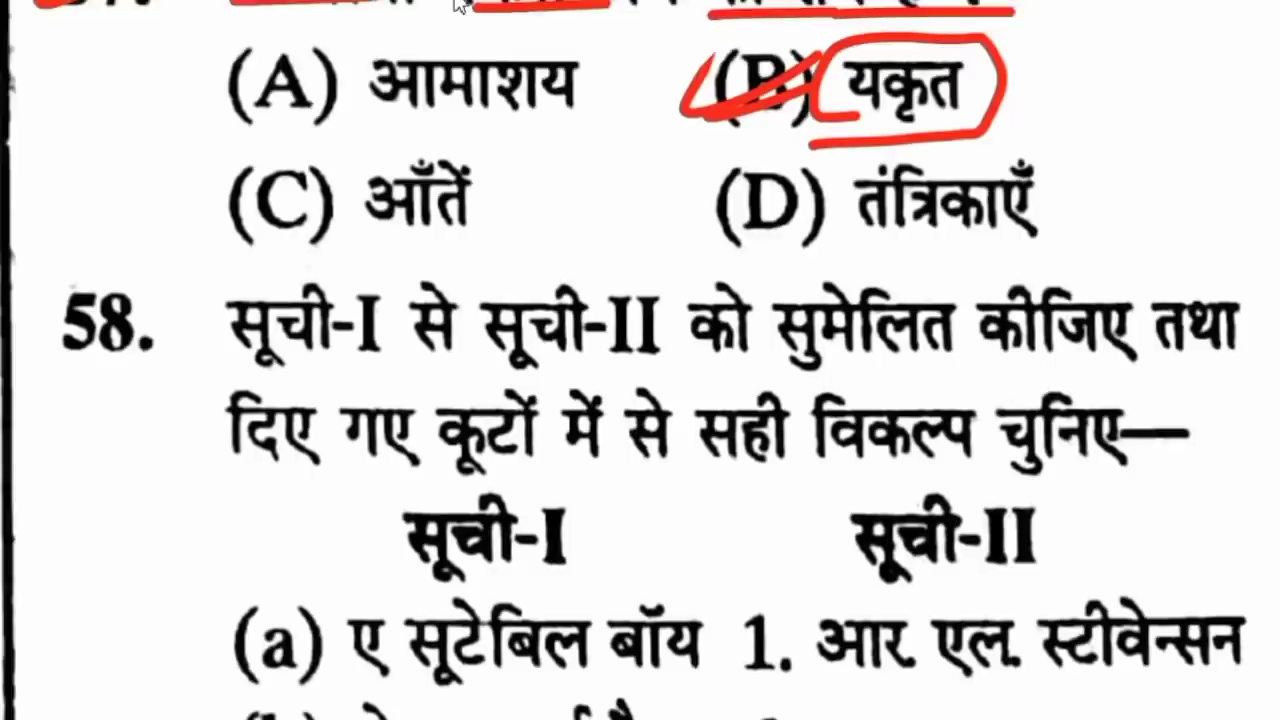 (A) आमाशय (B) यकृत
(C) आँतें (D) तंत्रिकाएँ
58. सूची-I से सूची-II को सुमेलित कीजिए तथा
दिए गए कूटों में से सही विकल्प चुनिए—
सूची-I सूची-II
(a) ए सूटेबिल बॉय 1. आर. एल. स्टीवेन्सन